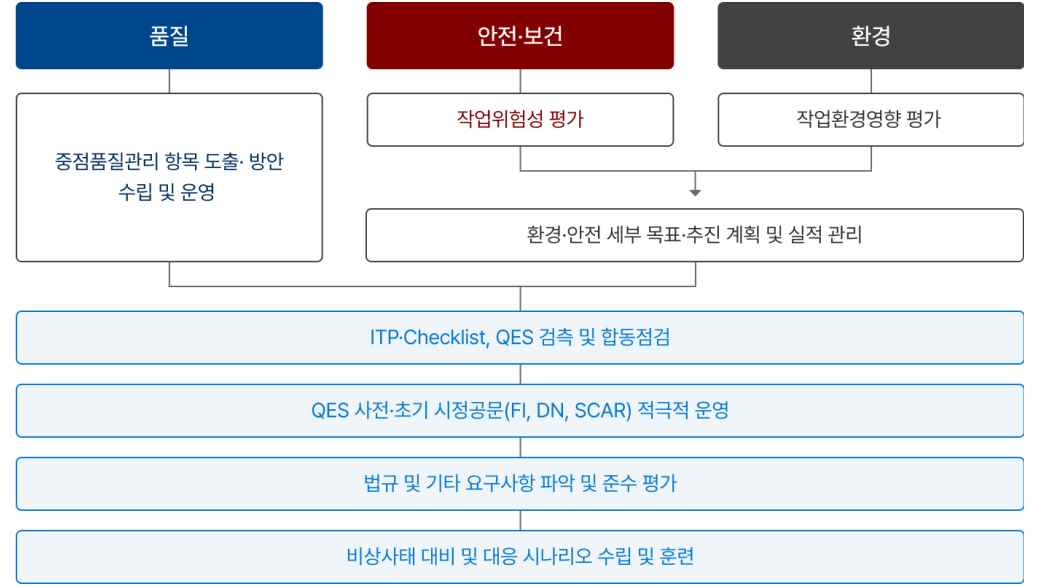 품질
안전·보건
환경
작업위험성 평가
작업환경영향 평가
중점품질관리 항목 도출· 방안
수립 및 운영
환경·안전 세부 목표·추진 계획 및 실적 관리
ITP·Checklist, QES 검측 및 합동점검
QES 사전·초기 시정공문(FI, DN, SCAR) 적극적 운영
법규 및 기타 요구사항 파악 및 준수 평가
비상사태 대비 및 대응 시나리오 수립 및 훈련